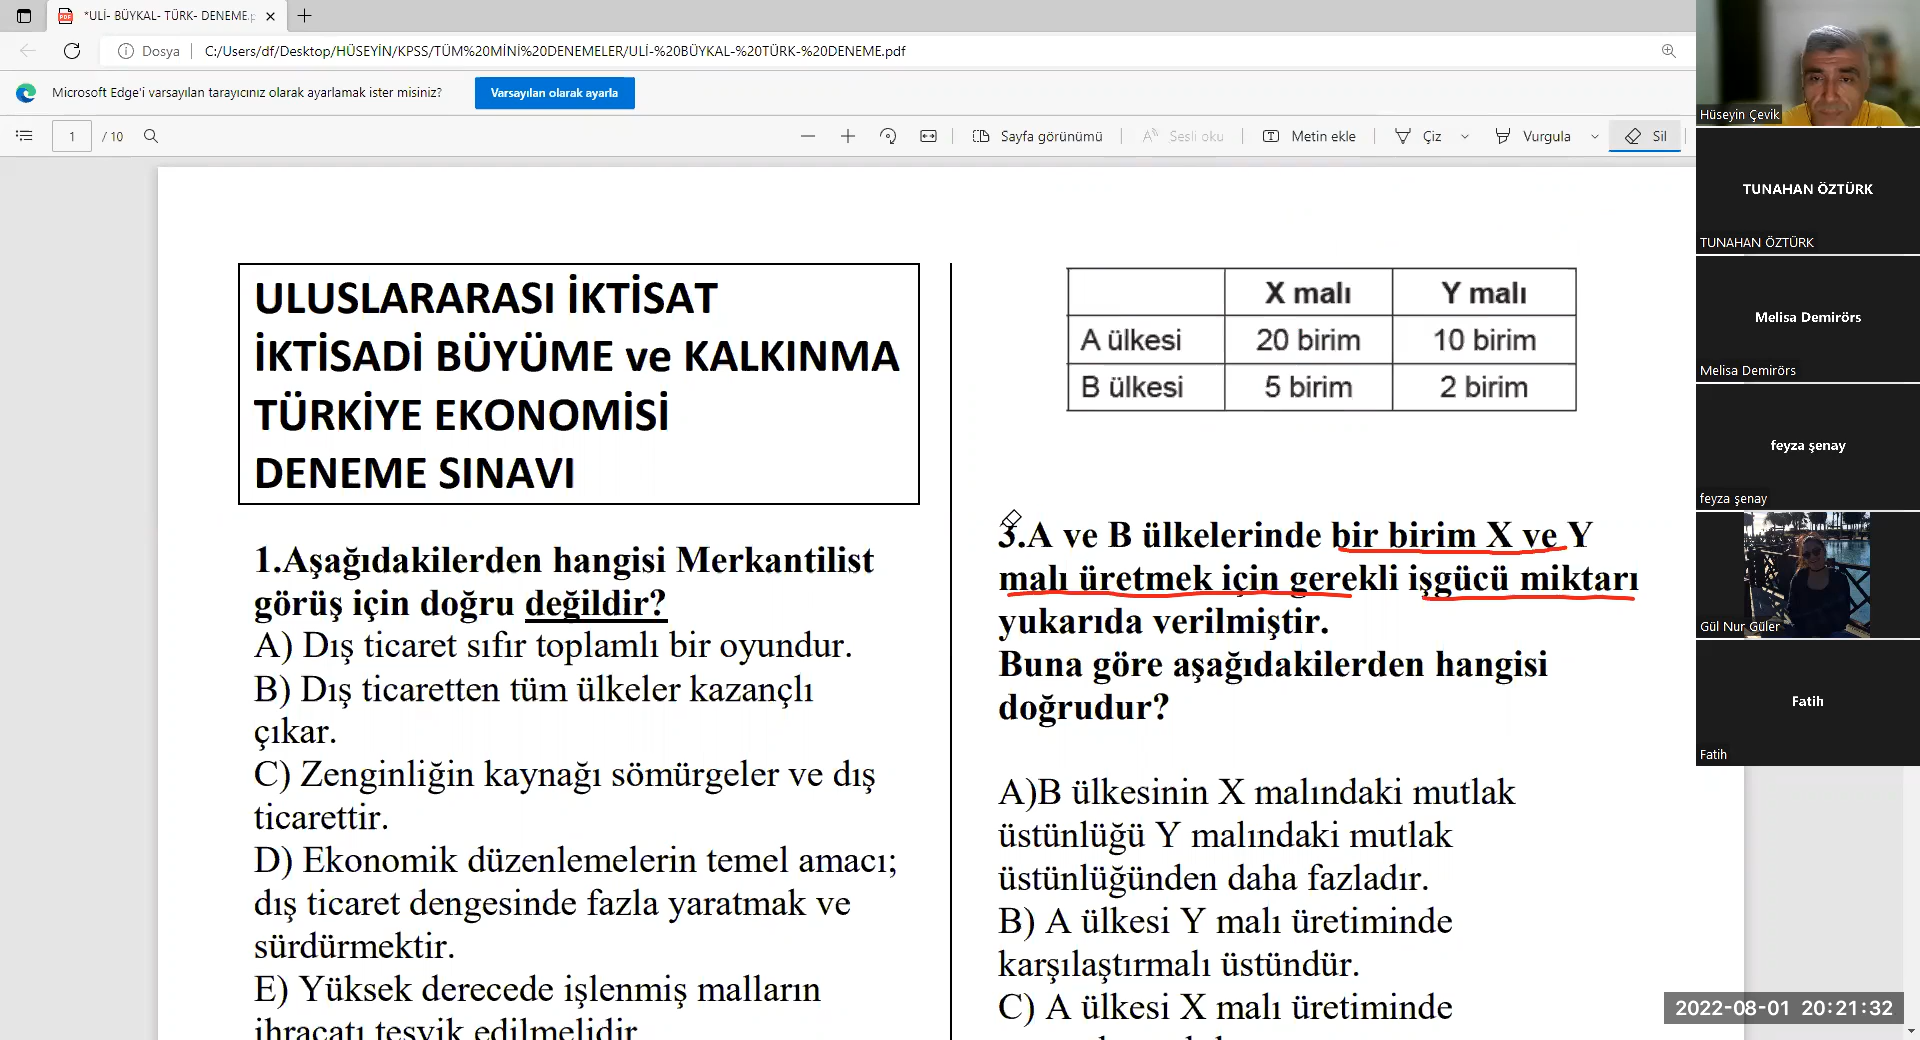 *ULİ- BÜYKAL- TÜRK- DENEME.p
Dosya
C:/Users/df/Desktop/HÜSEYİN/KPSS/TÜM%20MİNİ%20DENEMELER/ULİ-%20BÜYKAL-%20TÜRK-%20DENEME.pdf
Microsoft Edge'i varsayılan tarayıcınız olarak ayarlamak ister misiniz?
Varsayılan olarak ayarla
1 / 10
Sayfa görünümü
Sesli oku
Metin ekle
Çiz
Vurgula
Sil
ULUSLARARASI İKTİSAT
İKTİSADİ BÜYÜME ve KALKINMA
TÜRKİYE EKONOMİSİ
DENEME SINAVI
1.Aşağıdakilerden hangisi Merkantilist
görüş için doğru değildir?
A) Dış ticaret sıfır toplamlı bir oyundur.
B) Dış ticaretten tüm ülkeler kazançlı
çıkar.
C) Zenginliğin kaynağı sömürgeler ve dış
ticarettir.
D) Ekonomik düzenlemelerin temel amacı;
dış ticaret dengesinde fazla yaratmak ve
sürdürmektir.
E) Yüksek derecede işlenmiş malların
ihracatı teşvik edilmelidir
X malı Y malı
A ülkesi 20 birim 10 birim
B ülkesi 5 birim 2 birim
3.A ve B ülkelerinde bir birim X ve Y
malı üretmek için gerekli işgücü miktarı
yukarıda verilmiştir.
Buna göre aşağıdakilerden hangisi
doğrudur?
A)B ülkesinin X malındaki mutlak
üstünlüğü Y malındaki mutlak
üstünlüğünden daha fazladır.
B) A ülkesi Y malı üretiminde
karşılaştırmalı üstündür.
C) A ülkesi X malı üretiminde
Hüseyin Çevik
TUNAHAN ÖZTÜRK
TUNAHAN ÖZTÜRK
Melisa Demirörs
Melisa Demirörs
feyza şenay
feyza şenay
Gül Nur Güler
Fatih
Fatih
2022-08-01 20:21:32